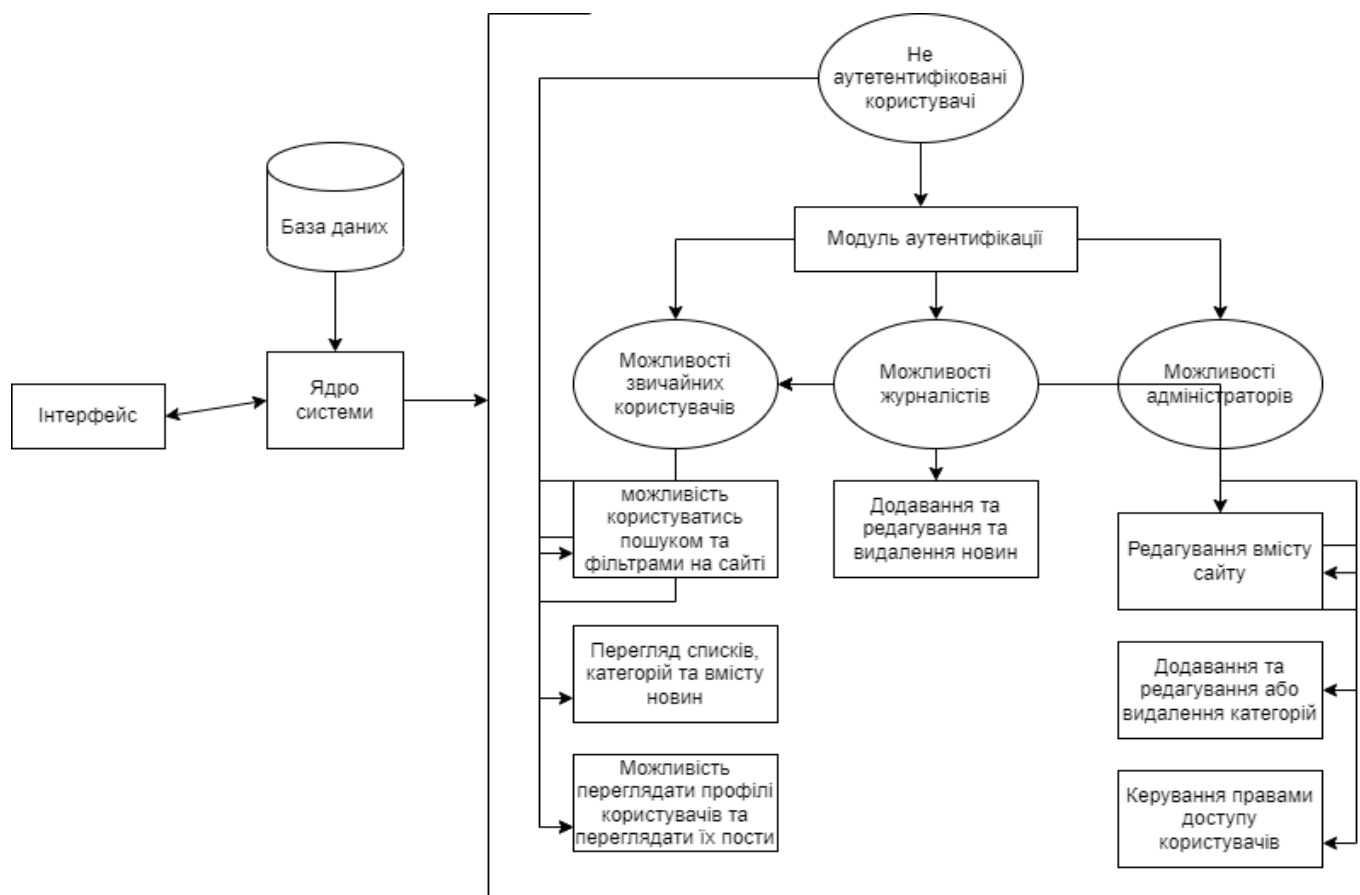 Не
аутетентифіковані
користувачі
База даних
Модуль аутентифікації
Інтерфейс
Ядро
системи
Можливості
звичайних
користувачів
Можливості
журналістів
Можливості
адміністраторів
можливість
користуватись
пошуком та
фільтрами на сайті
Додавання та
редагування та
видалення новин
Редагування вмісту
сайту
Перегляд списків,
категорій та вмісту
новин
Додавання та
редагування або
видалення категорій
Можливість
переглядати профілі
користувачів та
переглядати їх пости
Керування правами
доступу
користувачів